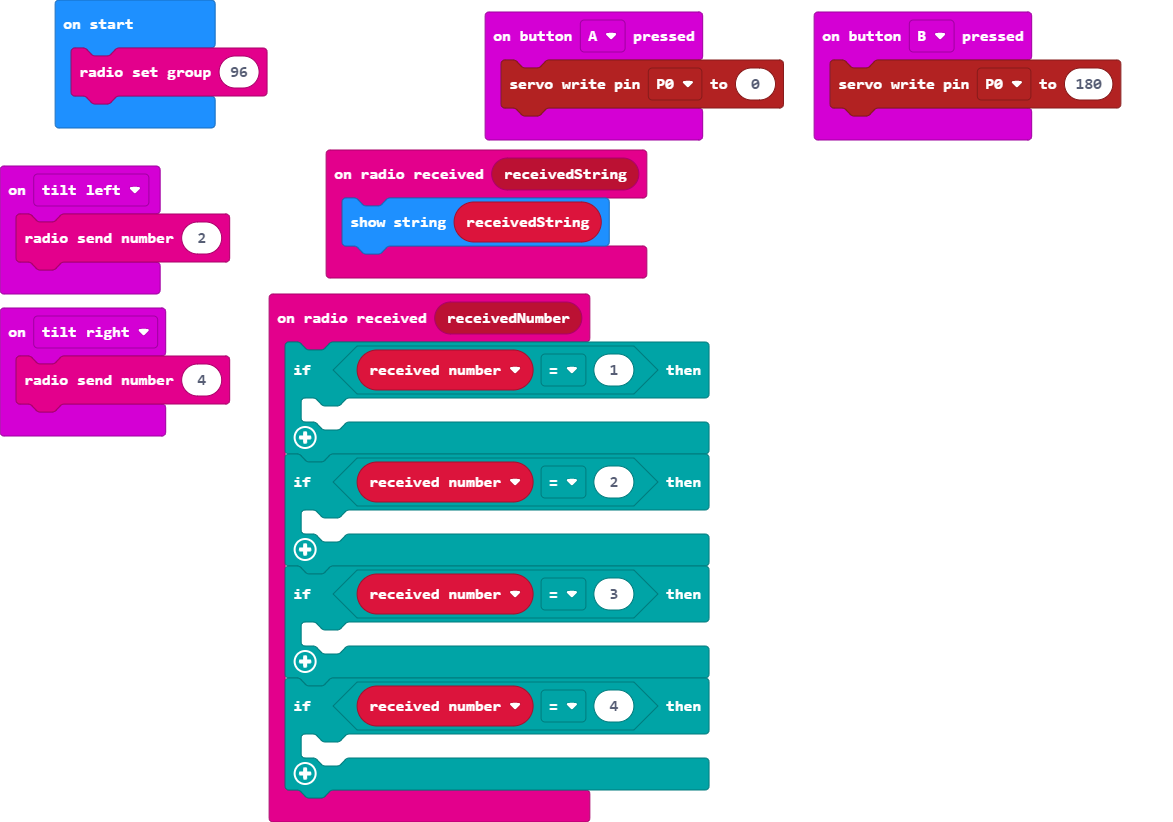 on start
radio set group 96
on button A pressed
servo write pin P0 to 0
on button B pressed
servo write pin P0 to 180
on tilt left
radio send number 2
on radio received receivedString
show string receivedString
on tilt right
radio send number 4
on radio received receivedNumber
if received number = 1 then
if received number = 2 then
if received number = 3 then
if received number = 4 then